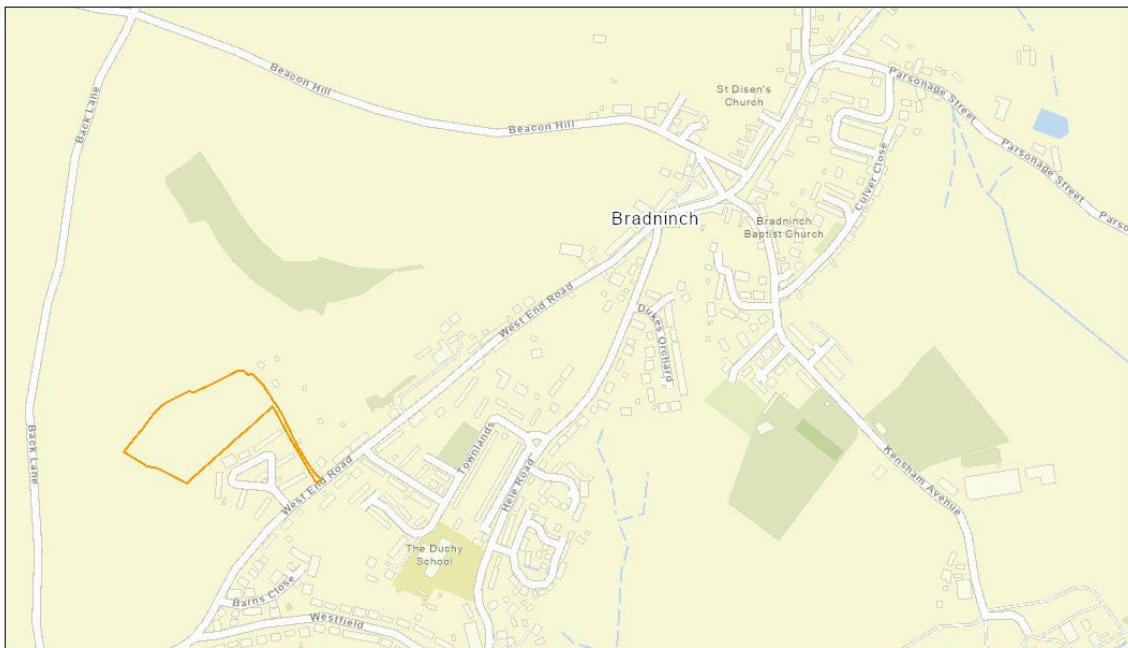 Beacon Hill
Back Lane
St Disen's
Church
Parsonage Street
Beacon Hill
Parsonage Street
Culver Close
Parso
Bradninch
Bradninch
Baptist Church
West End Road
Dukes Orchard
Townlands
Back Lane
West End Road
Hele Road
Kensham Avenue
The Duchy
School
Barns Close
Westfield